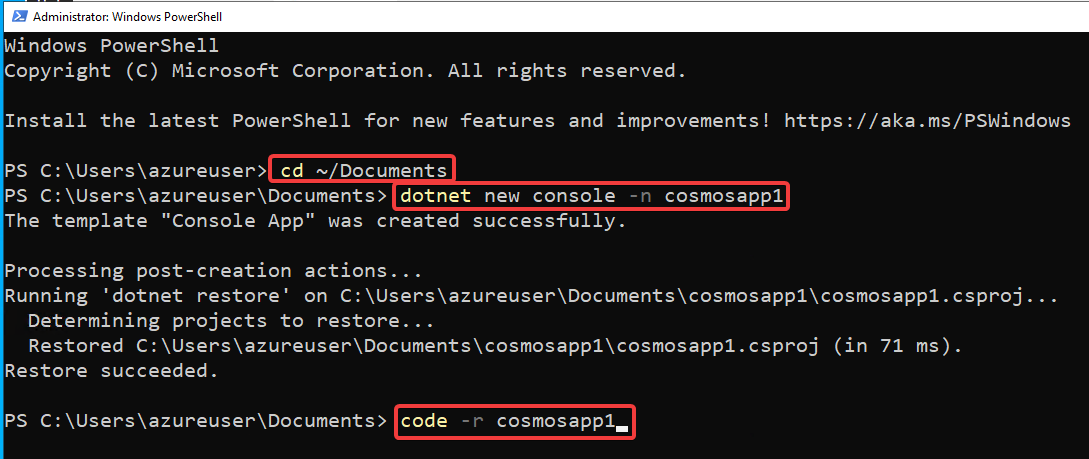 Administrator: Windows PowerShell
Windows PowerShell
Copyright (C) Microsoft Corporation. All rights reserved.
Install the latest PowerShell for new features and improvements! https://aka.ms/PSWindows
PS C:\Users\azureuser> cd ~/Documents
PS C:\Users\azureuser\Documents> dotnet new console -n cosmosapp1
The template "Console App" was created successfully.
Processing post-creation actions...
Running 'dotnet restore' on C:\Users\azureuser\Documents\cosmosapp1\cosmosapp1.csproj...
  Determining projects to restore...
  Restored C:\Users\azureuser\Documents\cosmosapp1\cosmosapp1.csproj (in 71 ms).
Restore succeeded.
PS C:\Users\azureuser\Documents> code -r cosmosapp1